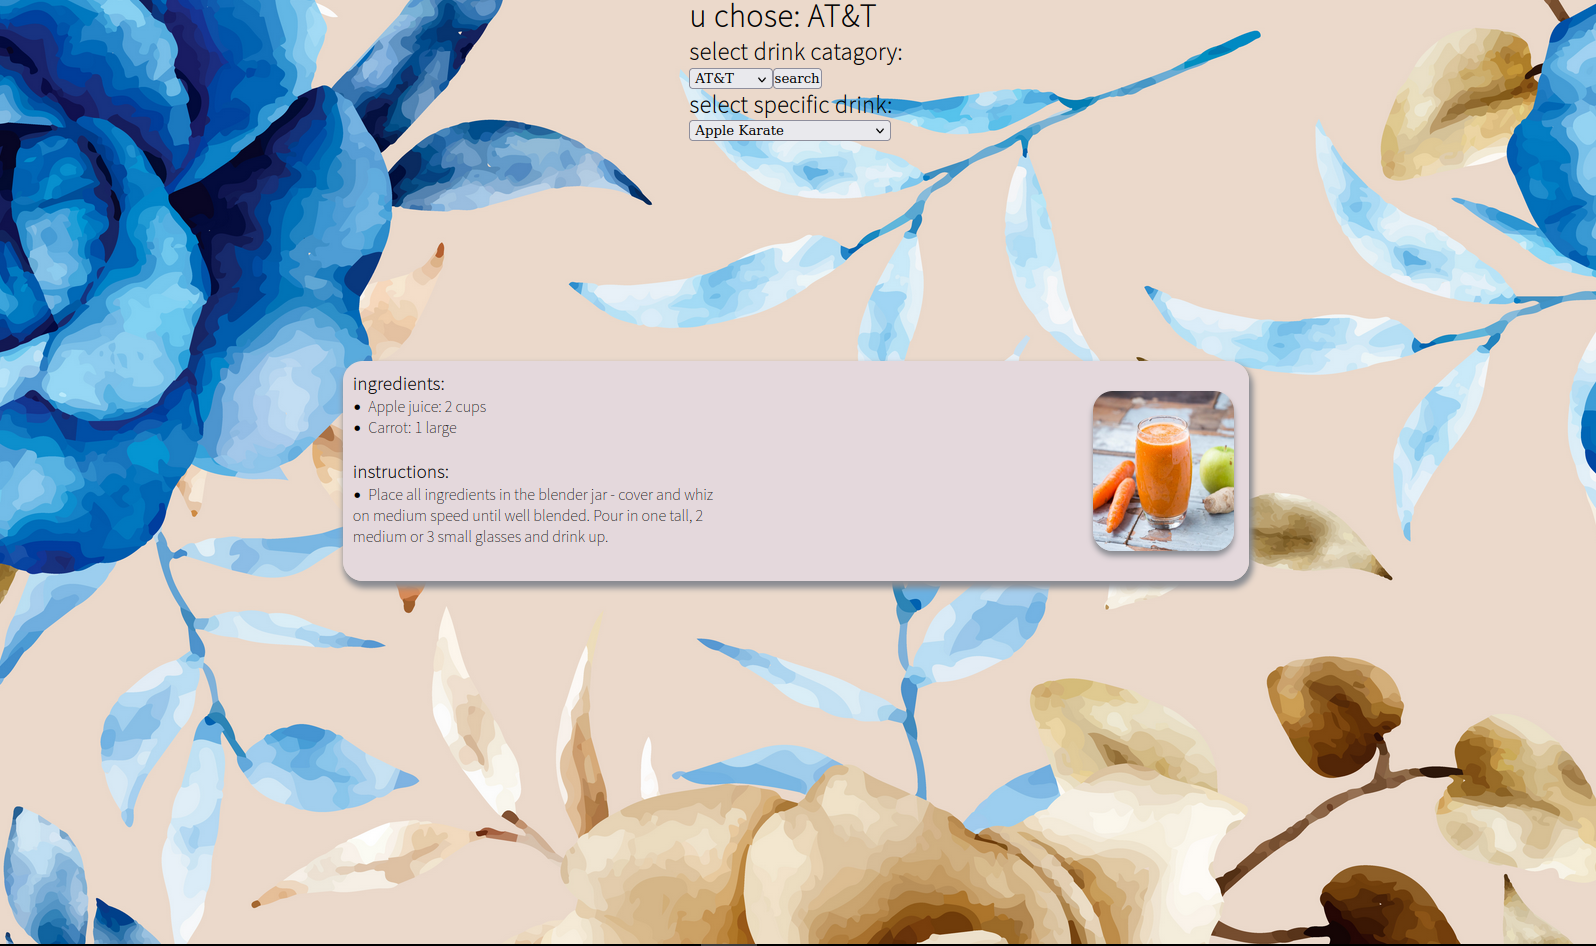 u chose: AT&T
select drink catagory:
AT&T search
select specific drink:
Apple Karate
ingredients:
• Apple juice: 2 cups
• Carrot: 1 large
instructions:
• Place all ingredients in the blender jar - cover and whiz
on medium speed until well blended. Pour in one tall, 2
medium or 3 small glasses and drink up.